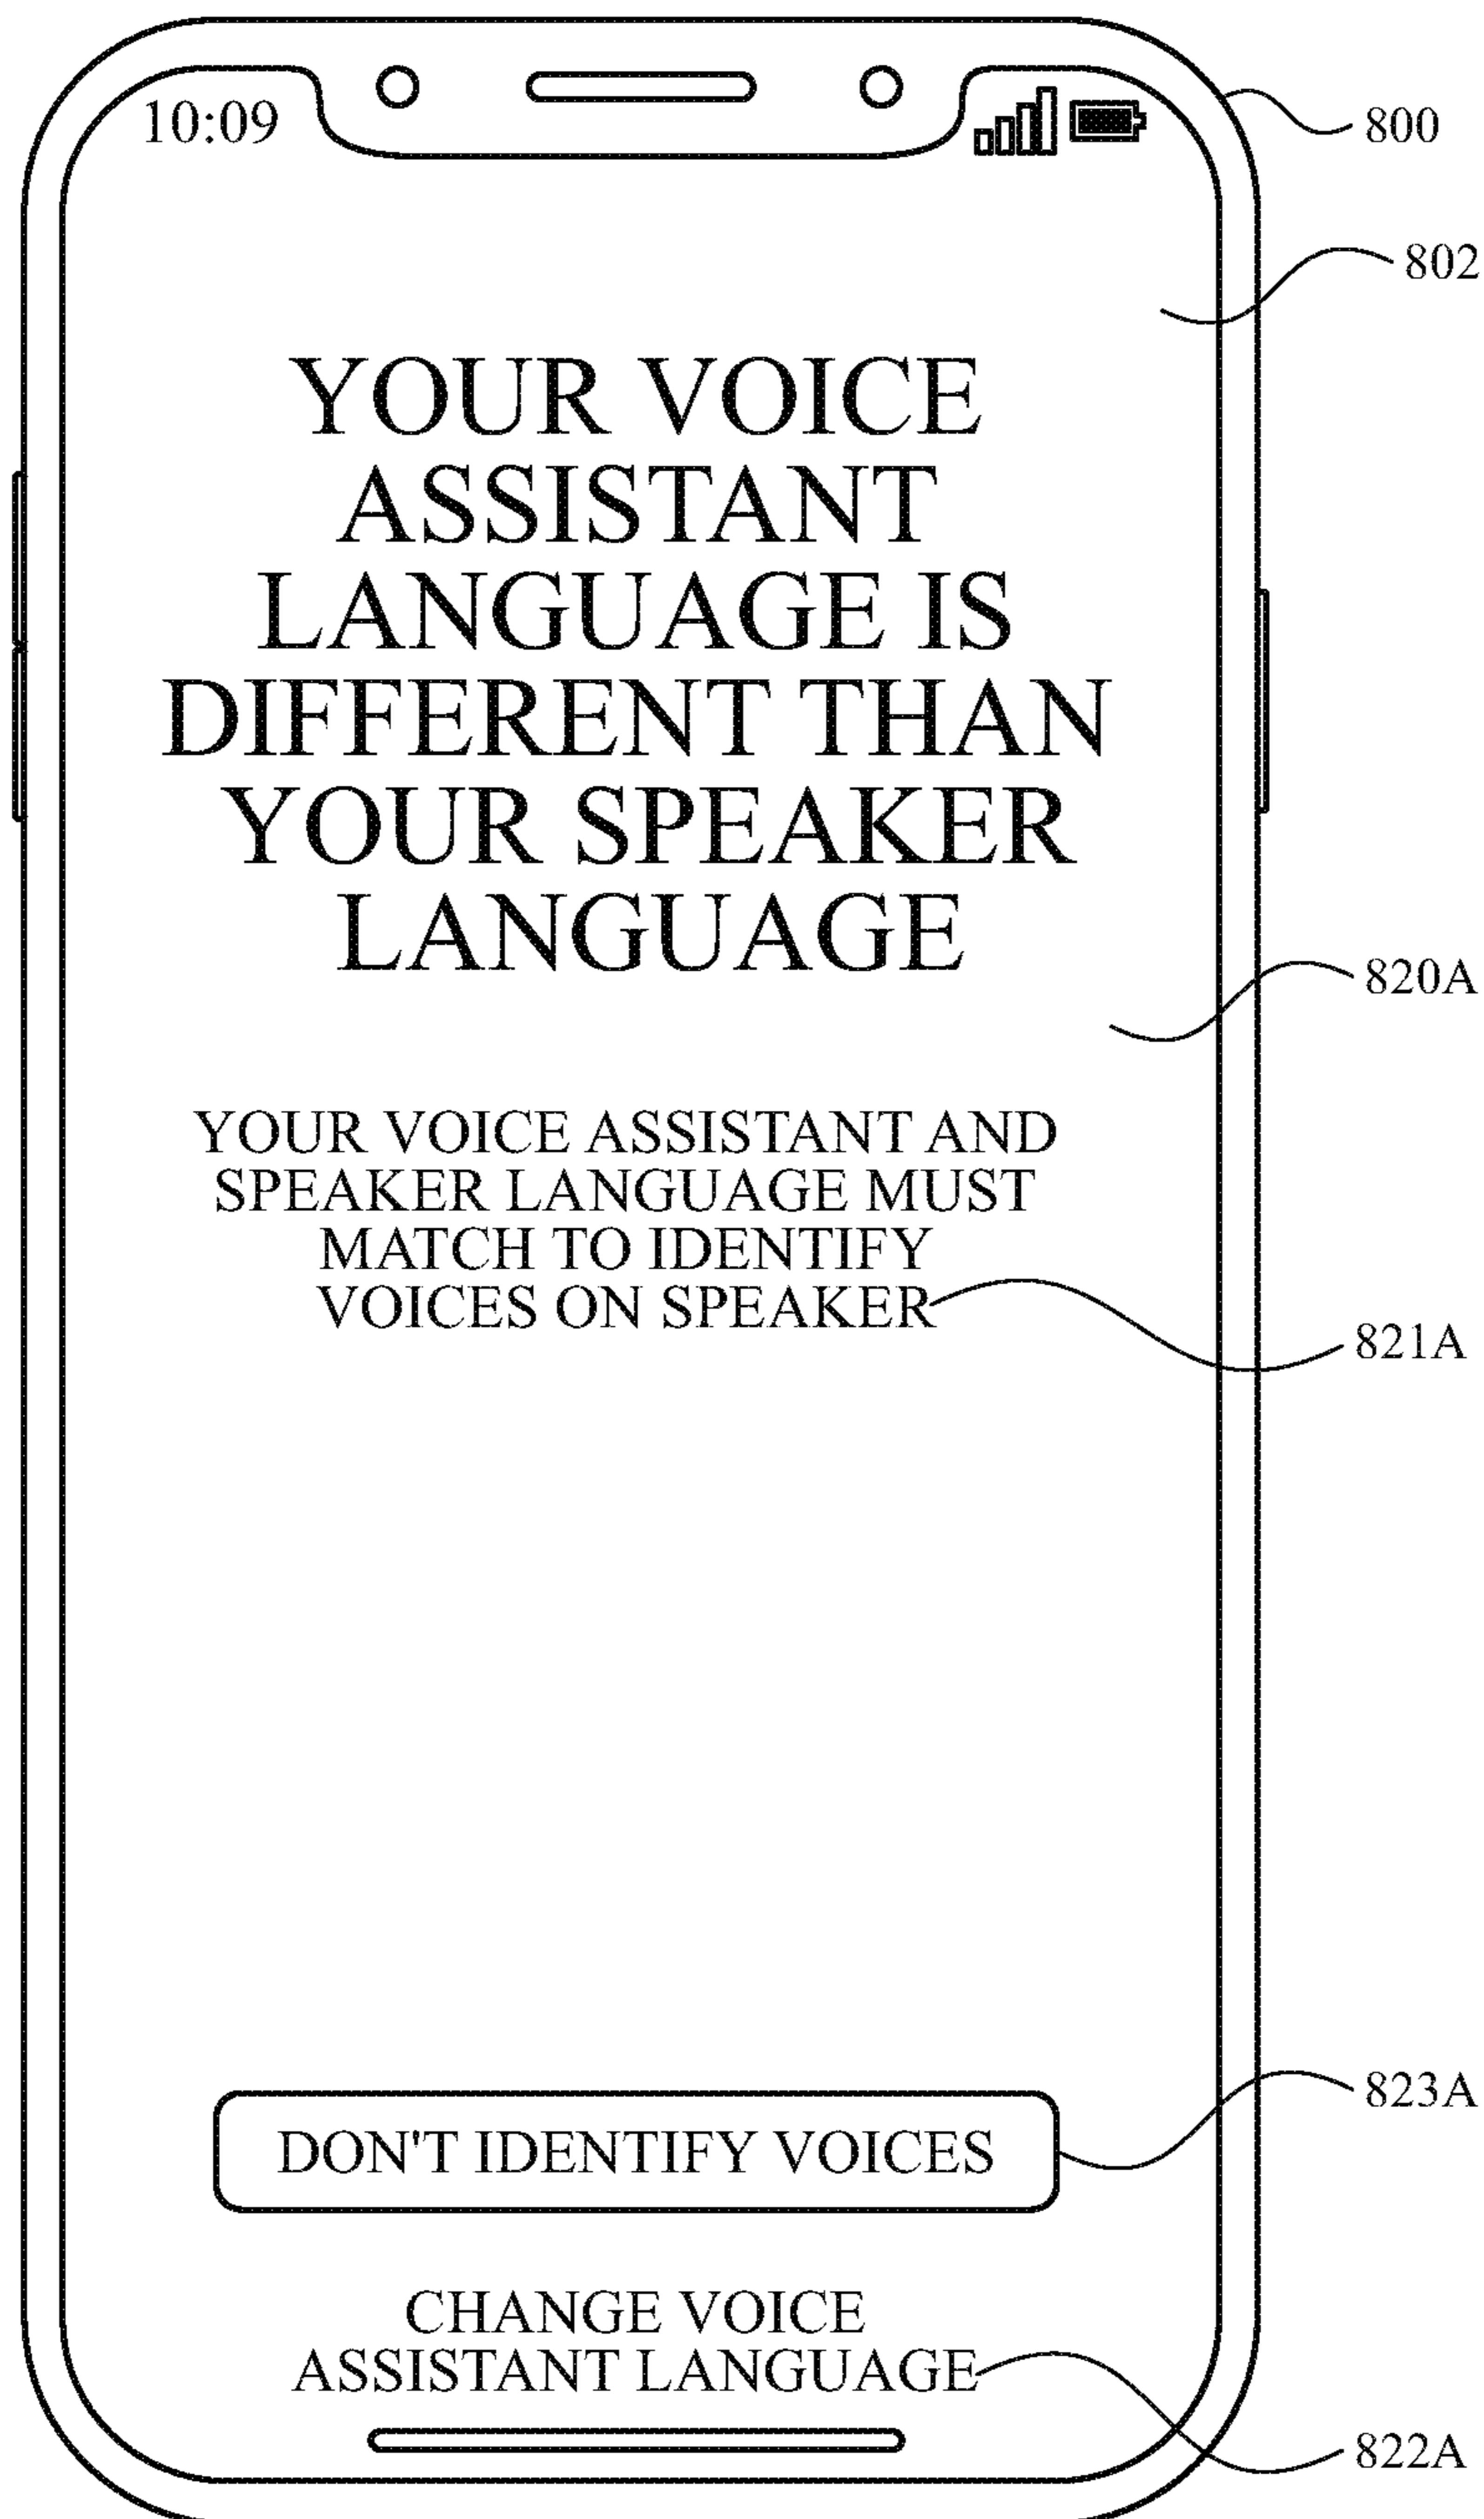 10:09
800
802
YOUR VOICE
ASSISTANT
LANGUAGE IS
DIFFERENT THAN
YOUR SPEAKER
LANGUAGE
820A
YOUR VOICE ASSISTANT AND
SPEAKER LANGUAGE MUST
MATCH TO IDENTIFY
VOICES ON SPEAKER
821A
823A
DON'T IDENTIFY VOICES
CHANGE VOICE
ASSISTANT LANGUAGE
822A